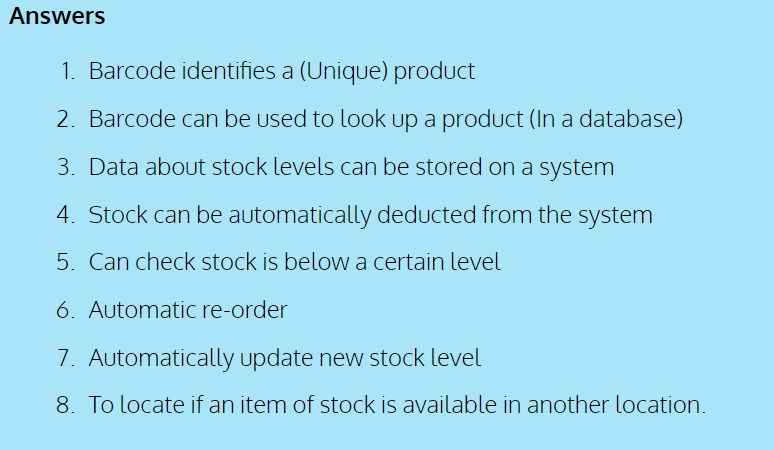 Answers
1. Barcode identifies a (Unique) product
2. Barcode can be used to look up a product (In a database)
3. Data about stock levels can be stored on a system
4. Stock can be automatically deducted from the system
5. Can check stock is below a certain level
6. Automatic re-order
7. Automatically update new stock level
8. To locate if an item of stock is available in another location.